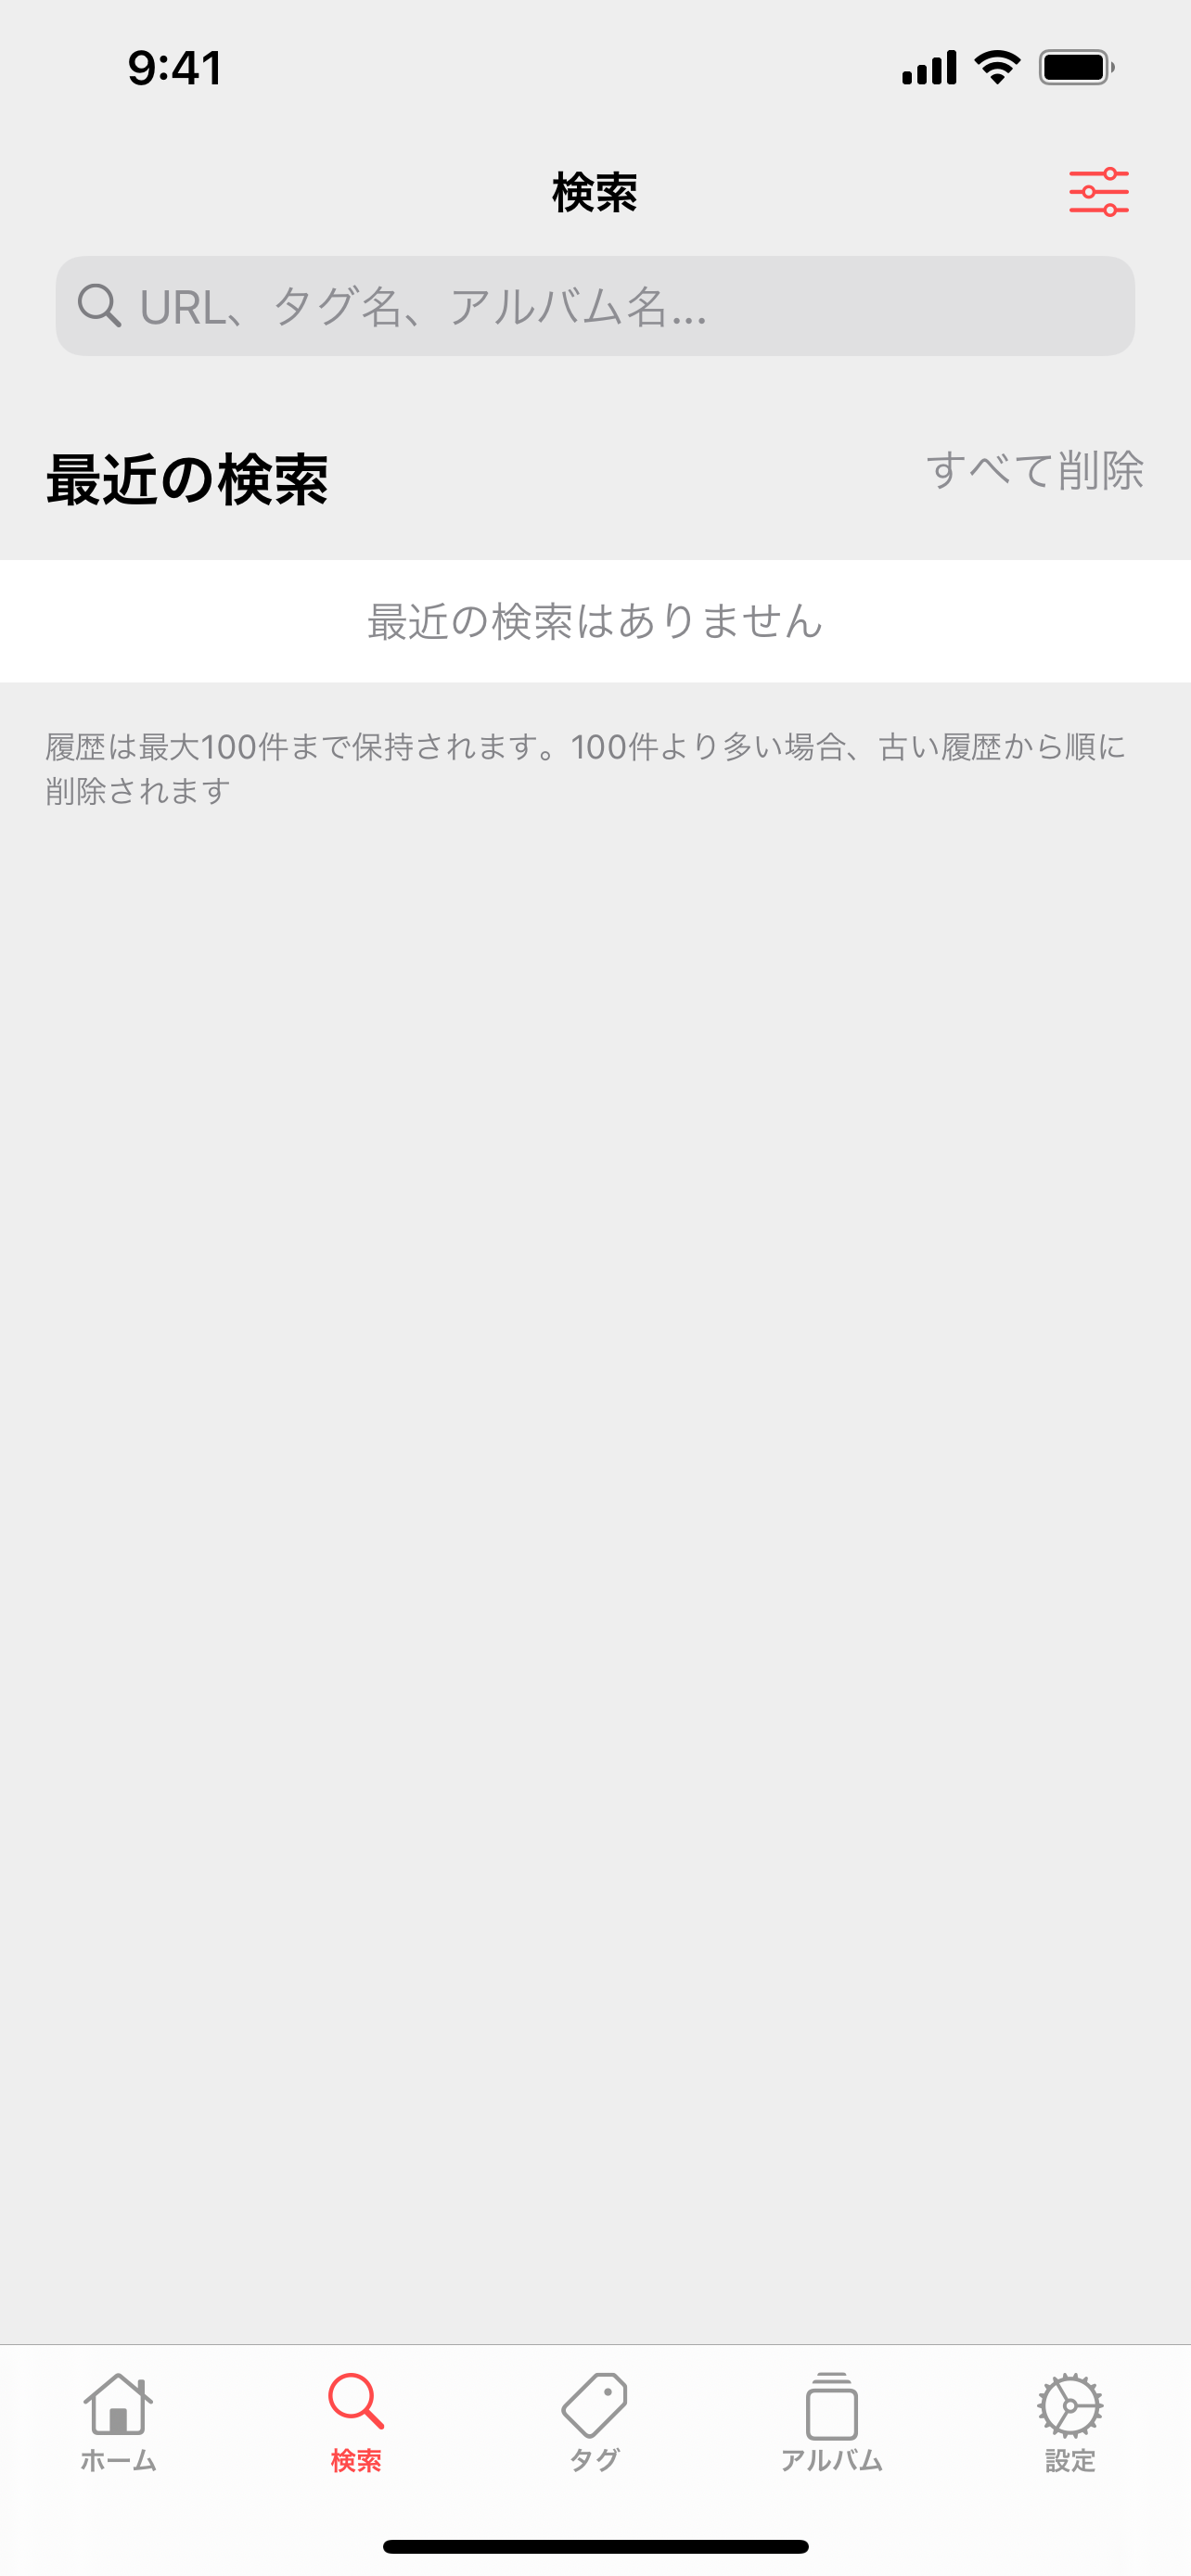 9:41
検索
URL、タグ名、アルバム名...
最近の検索
すべて削除
最近の検索はありません
履歴は最大100件まで保持されます。100件より多い場合、古い履歴から順に
削除されます
ホーム
検索
タグ
アルバム
設定